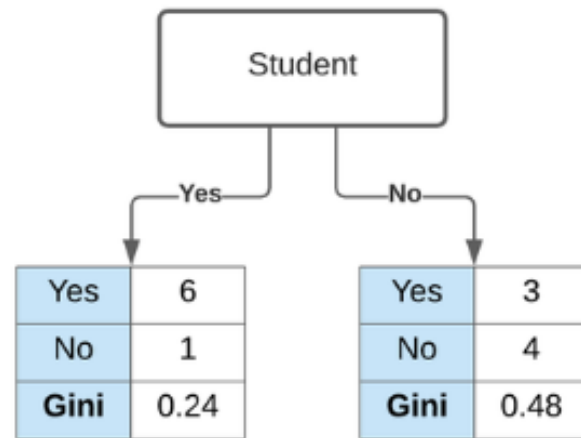 Student
Yes No
Yes 6
No 1
Gini 0.24
Yes 3
No 4
Gini 0.48